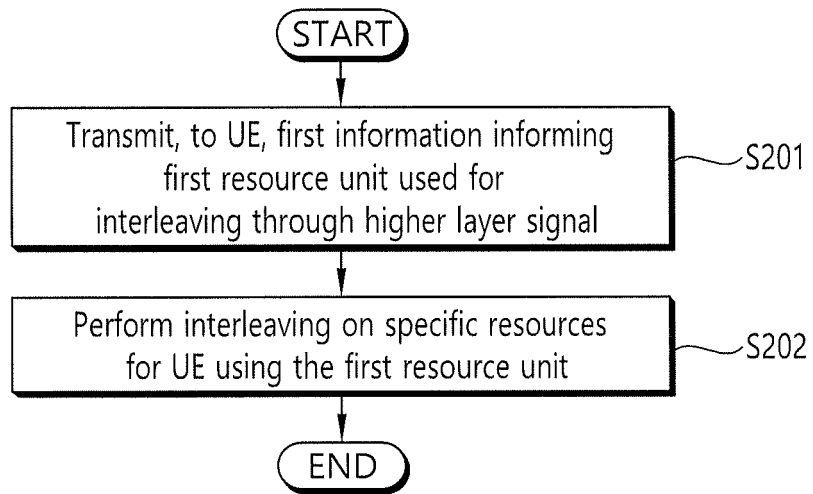 START
Transmit, to UE, first information informing
first resource unit used for
interleaving through higher layer signal
S201
Perform interleaving on specific resources
for UE using the first resource unit
S202
END